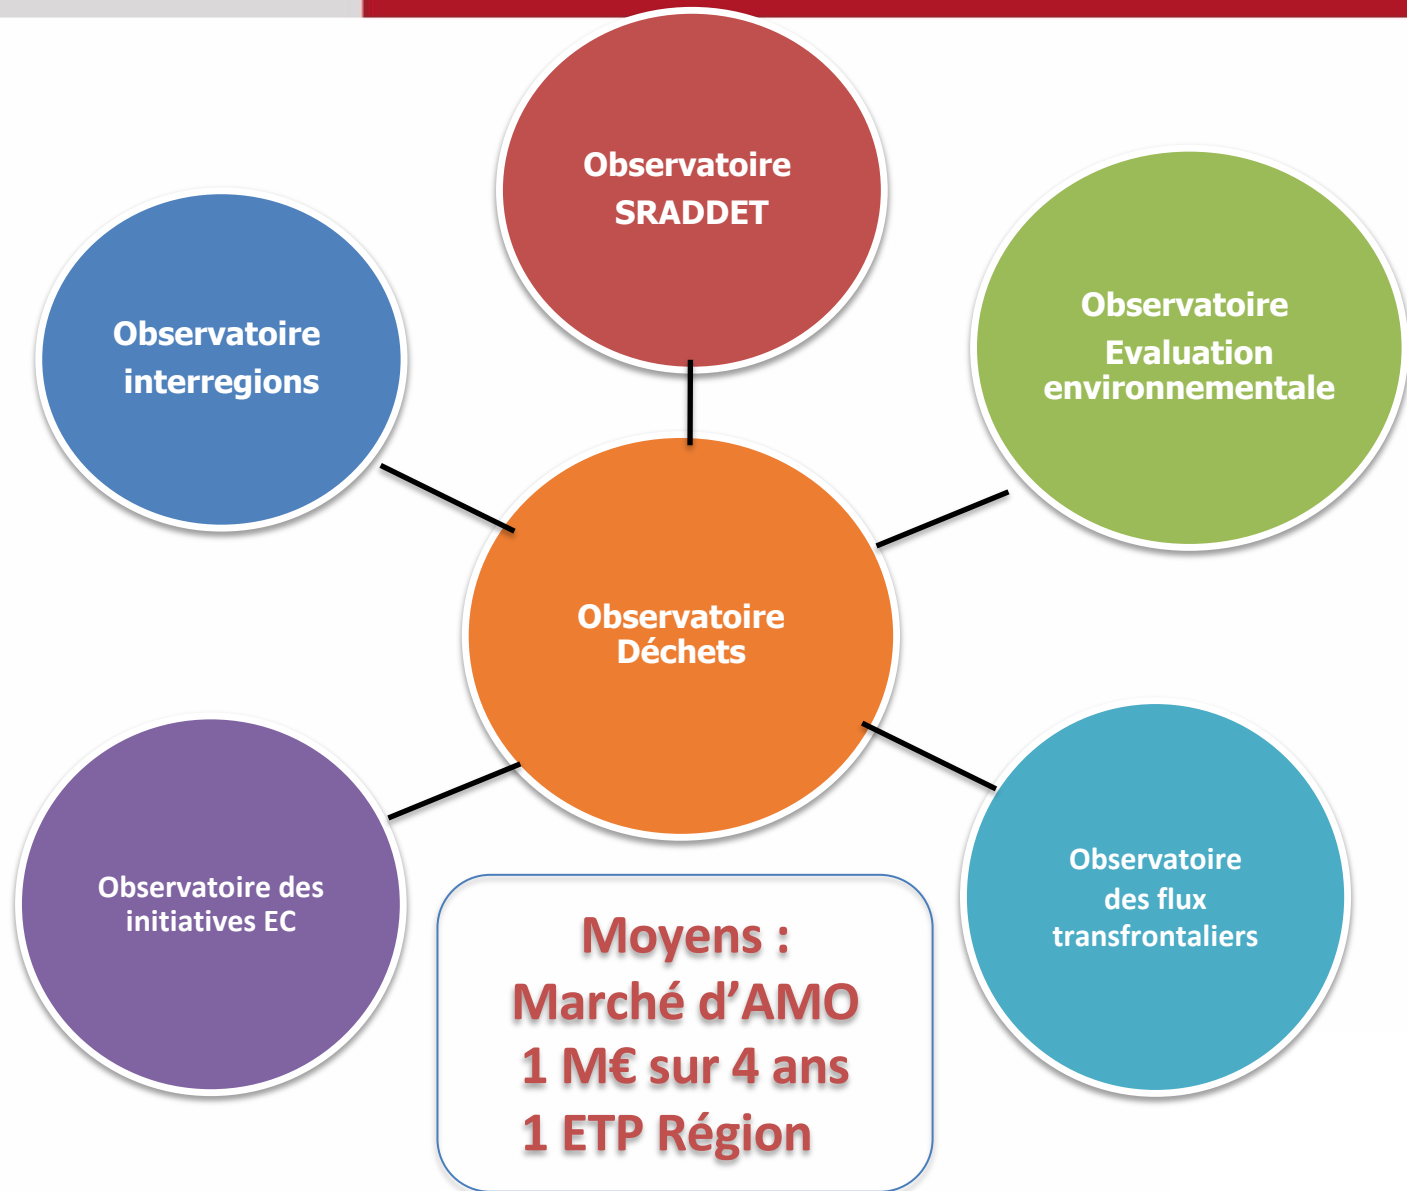 Observatoire
SRADDET
Observatoire
interregions
Observatoire
Evaluation
environnementale
Observatoire
Déchets
Observatoire des
initiatives EC
Observatoire
des flux
transfrontaliers
Moyens :
Marché d’AMO
1 M€ sur 4 ans
1 ETP Région